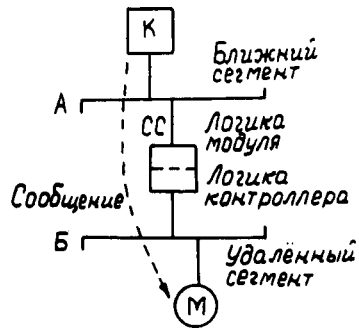 К
Ближний
сегмент
А
СС
Логика
модуля
Логика
контроллера
Сообщение
Б
Удалённый
сегмент
М